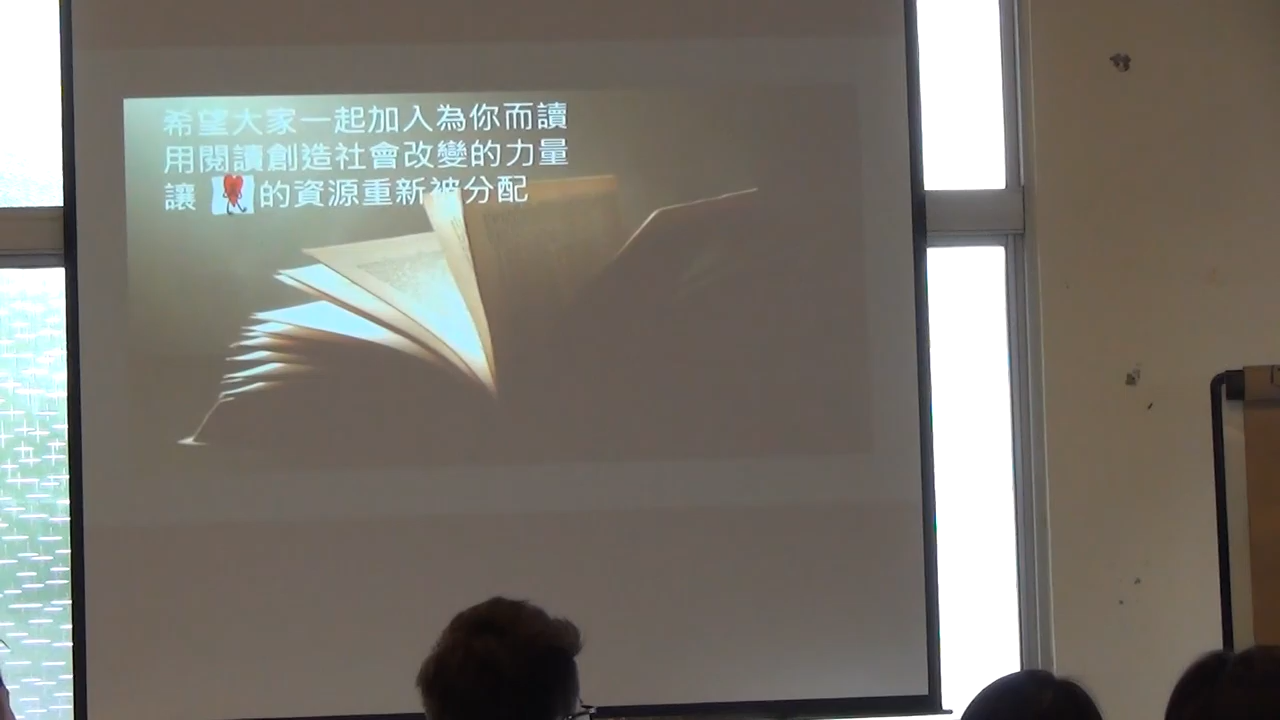 希望大家一起加入為你而讀
用閱讀創造社會改變的力量
讓 的資源重新被分配